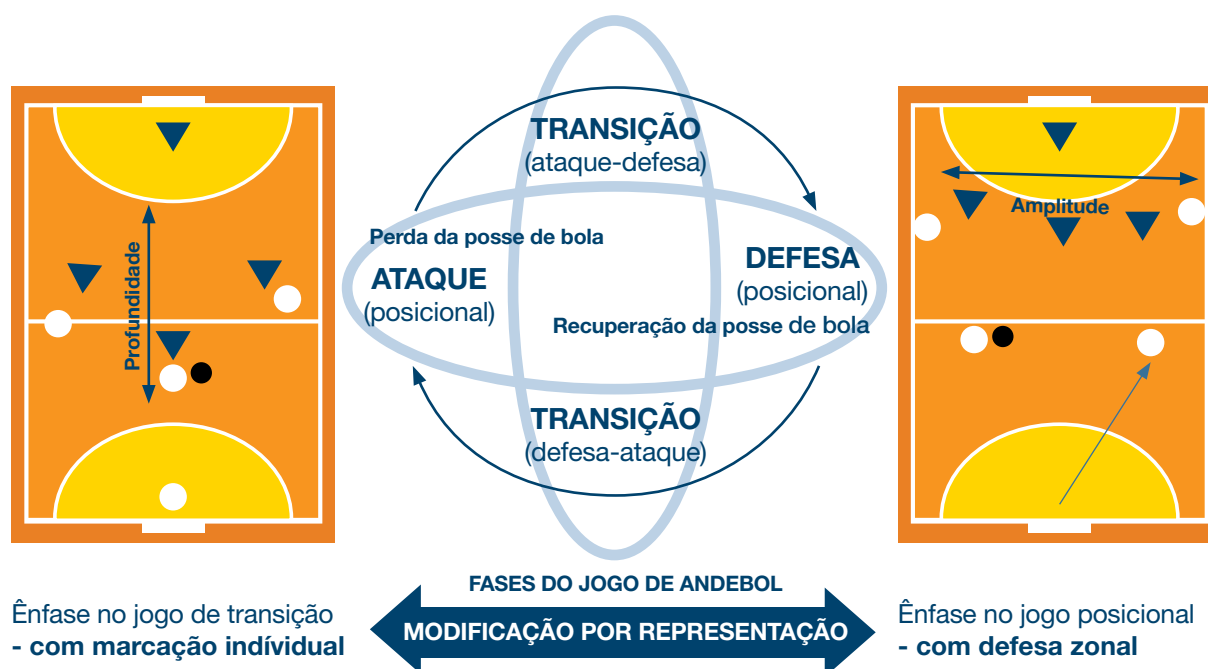 TRANSIÇÃO
(ataque-defesa)
Perda da posse de bola
ATAQUE
(posicional)
DEFESA
(posicional)
Recuperação da posse de bola
TRANSIÇÃO
(defesa-ataque)
Profundidade
Amplitude
FASES DO JOGO DE ANDEBOL
MODIFICAÇÃO POR REPRESENTAÇÃO
Ênfase no jogo de transição
- com marcação indívidual
Ênfase no jogo posicional
- com defesa zonal